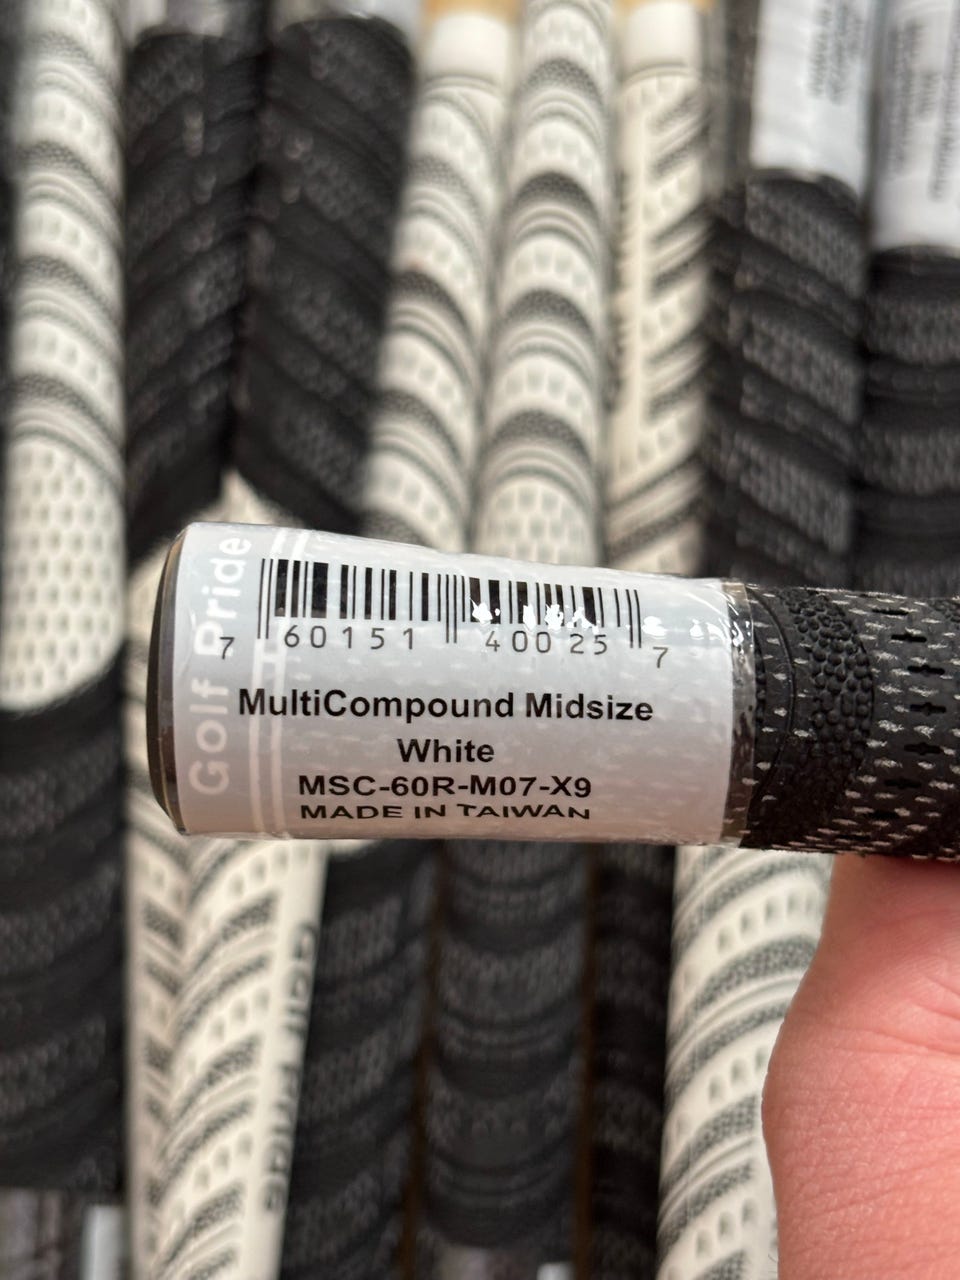 Golf Pride
7 60151 40025 7
MultiCompound Midsize
White
MSC-60R-M07-X9
MADE IN TAIWAN